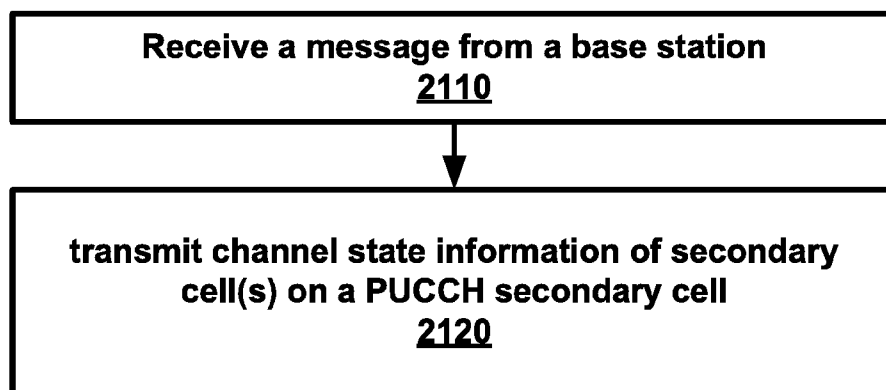 Receive a message from a base station
2110
transmit channel state information of secondary
cell(s) on a PUCCH secondary cell
2120